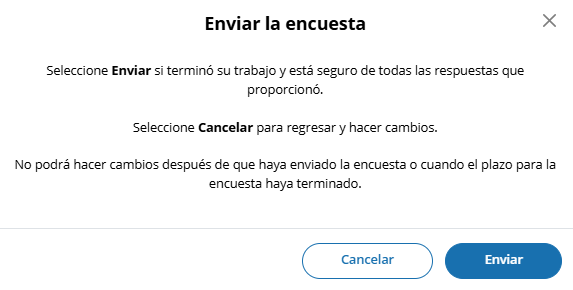 Enviar la encuesta
Seleccione Enviar si terminó su trabajo y está seguro de todas las respuestas que
proporcionó.
Seleccione Cancelar para regresar y hacer cambios.
No podrá hacer cambios después de que haya enviado la encuesta o cuando el plazo para la
encuesta haya terminado.
Cancelar
Enviar